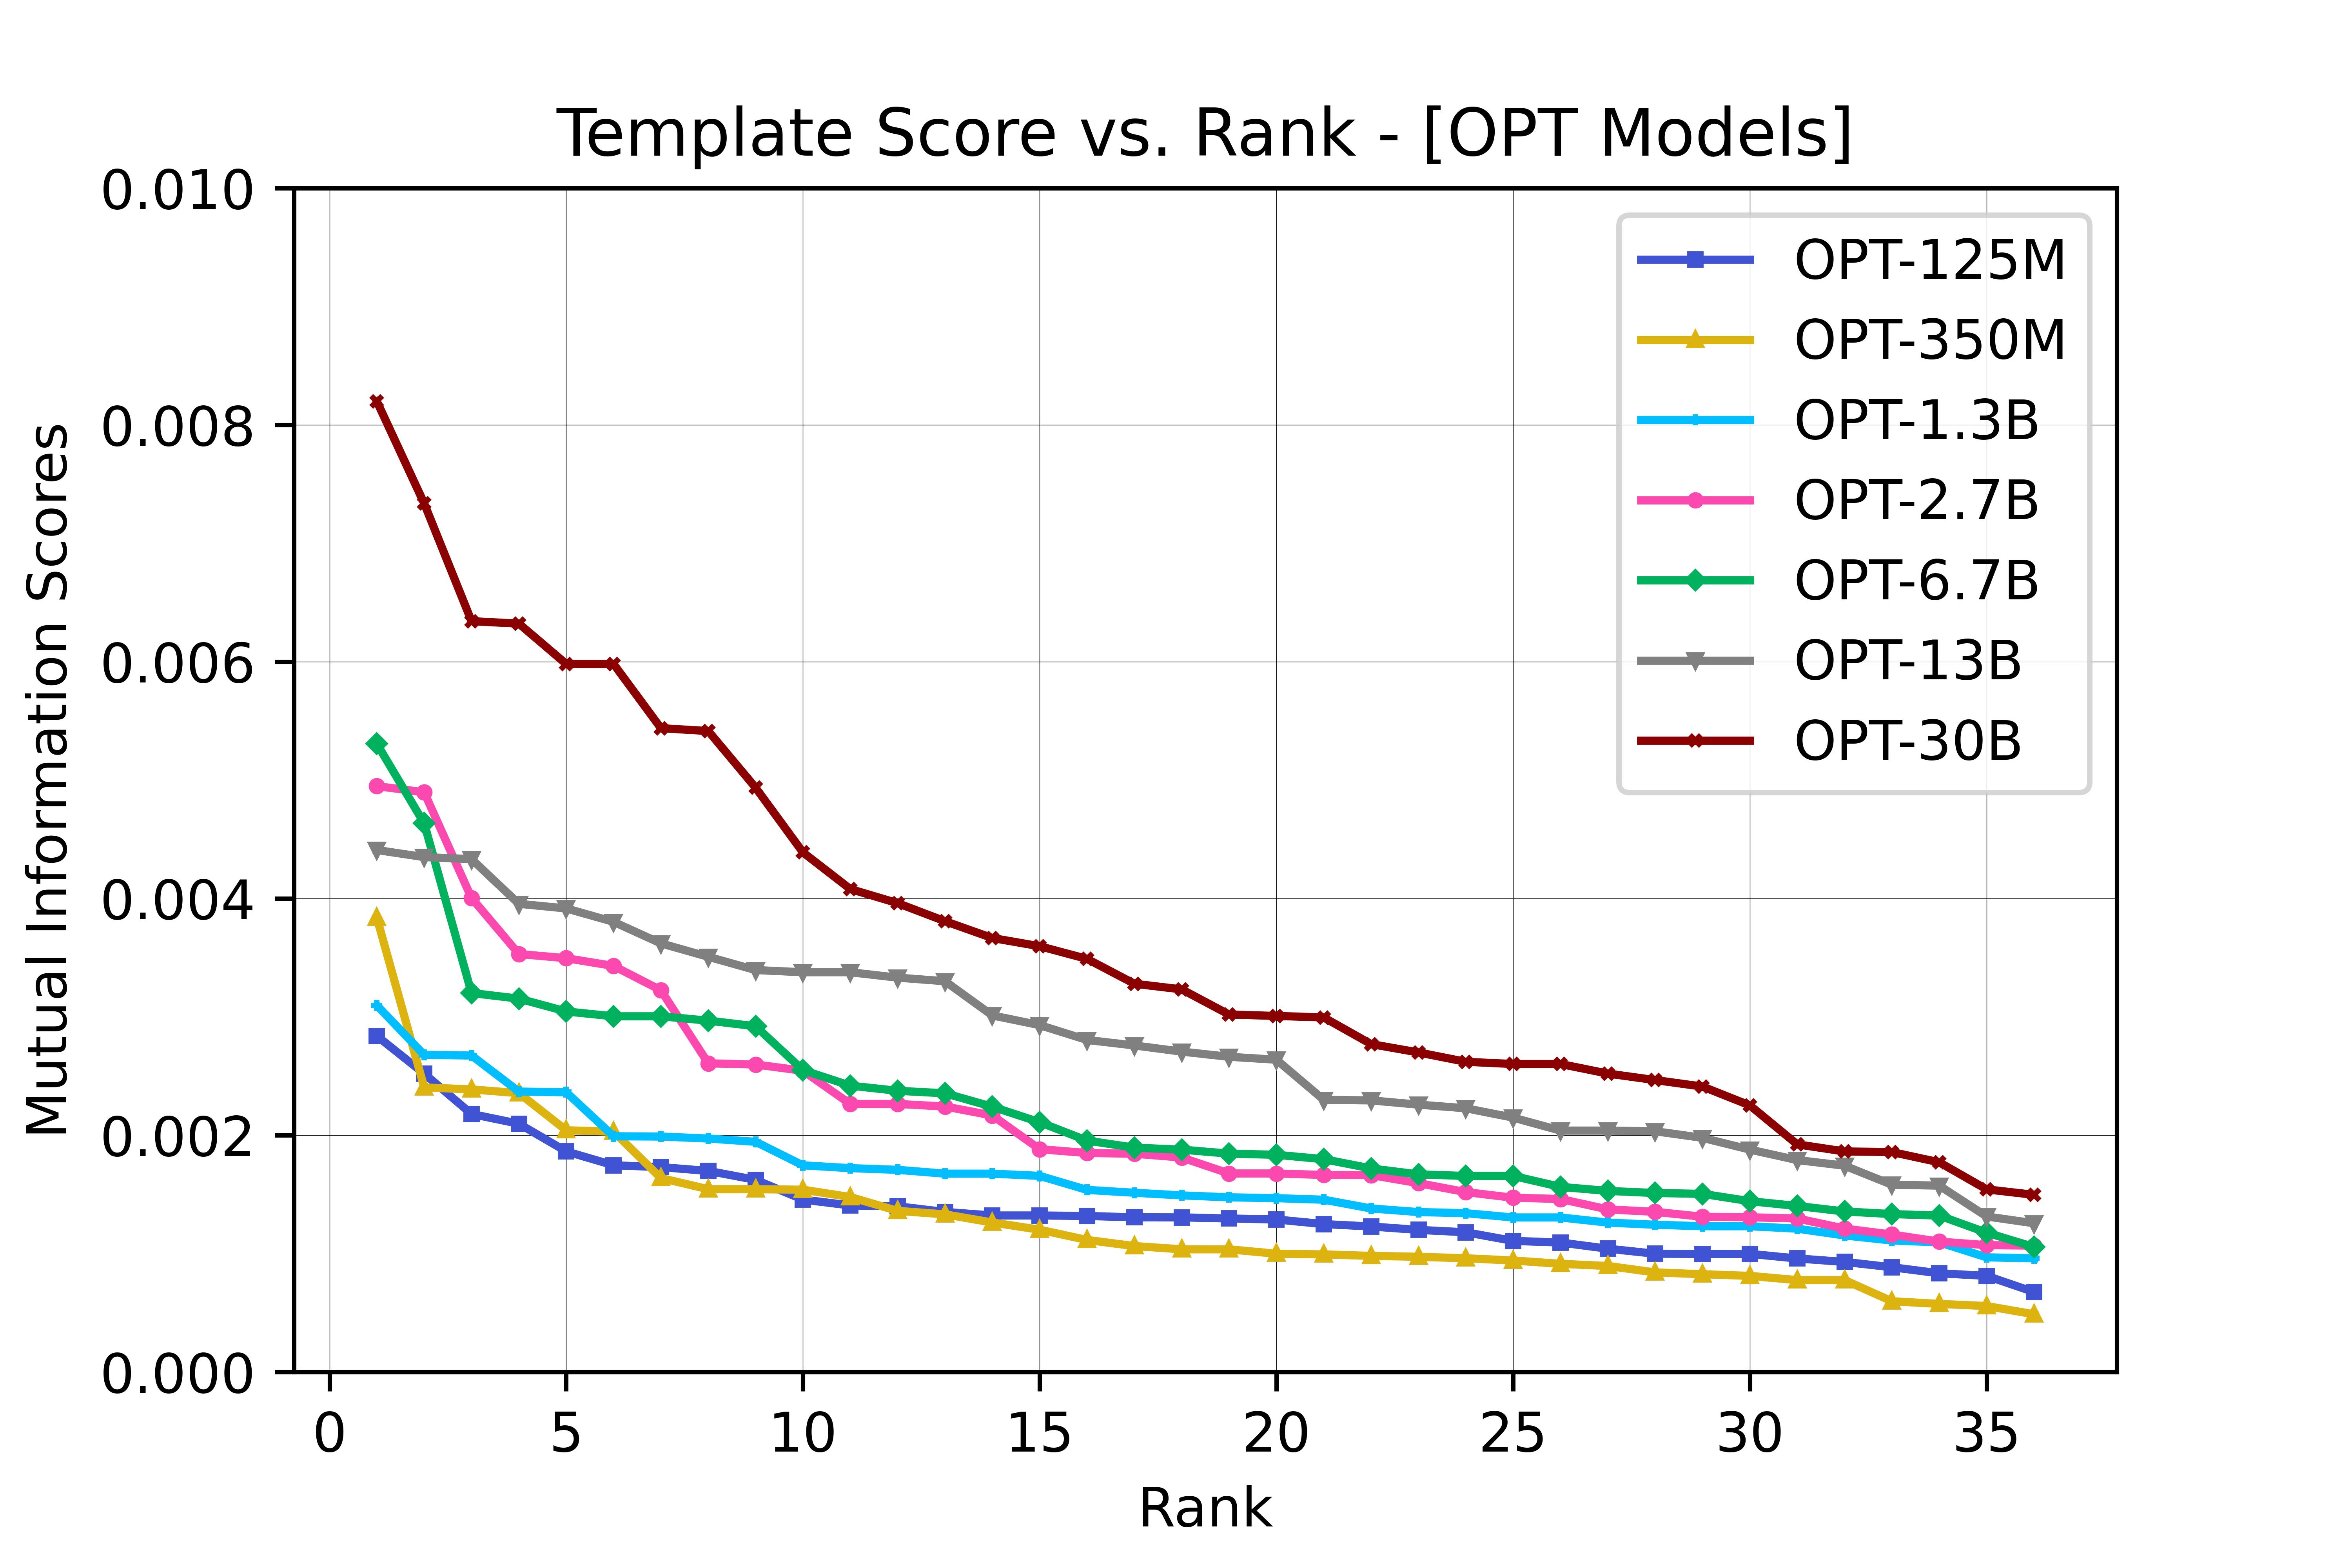 Template Score vs. Rank - [OPT Models]
Mutual Information Scores
0.010
0.008
0.006
0.004
0.002
0.000
OPT-125M
OPT-350M
OPT-1.3B
OPT-2.7B
OPT-6.7B
OPT-13B
OPT-30B
0 5 10 15 20 25 30 35
Rank